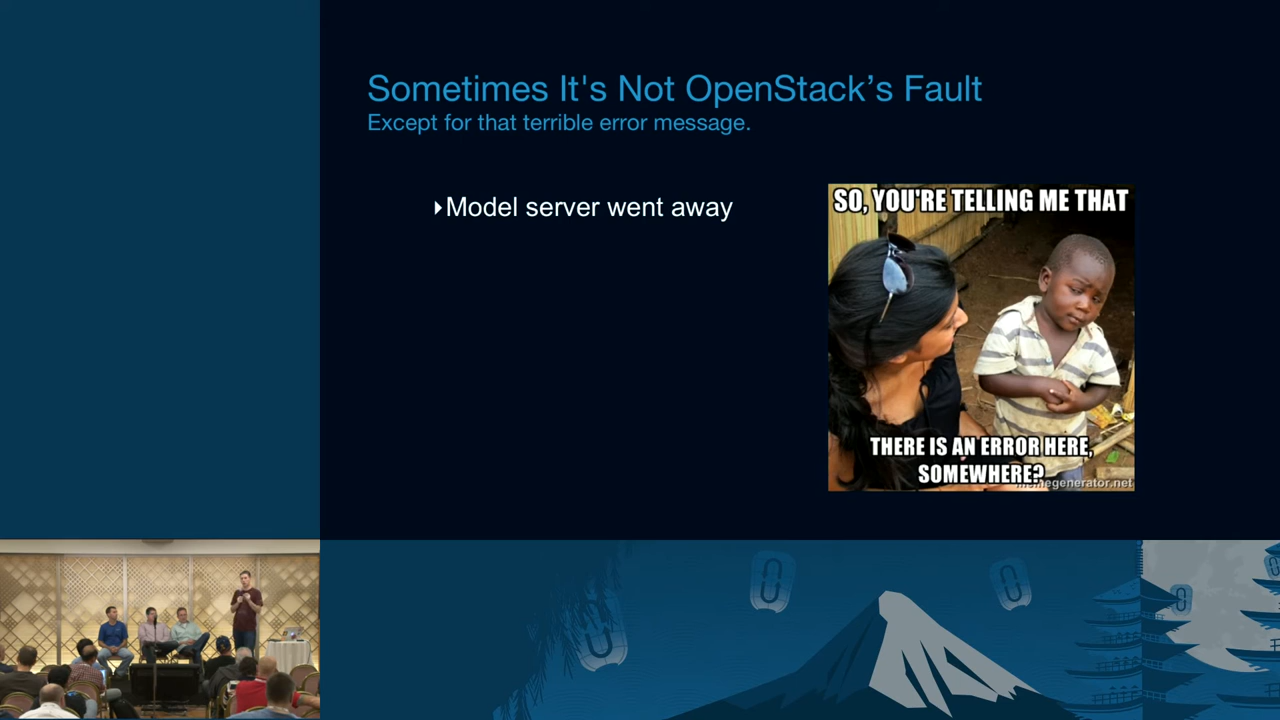 Sometimes It's Not OpenStack’s Fault
Except for that terrible error message.
Model server went away
SO, YOU'RE TELLING ME THAT
THERE IS AN ERROR HERE,
SOMEWHERE?
memegenerator.net